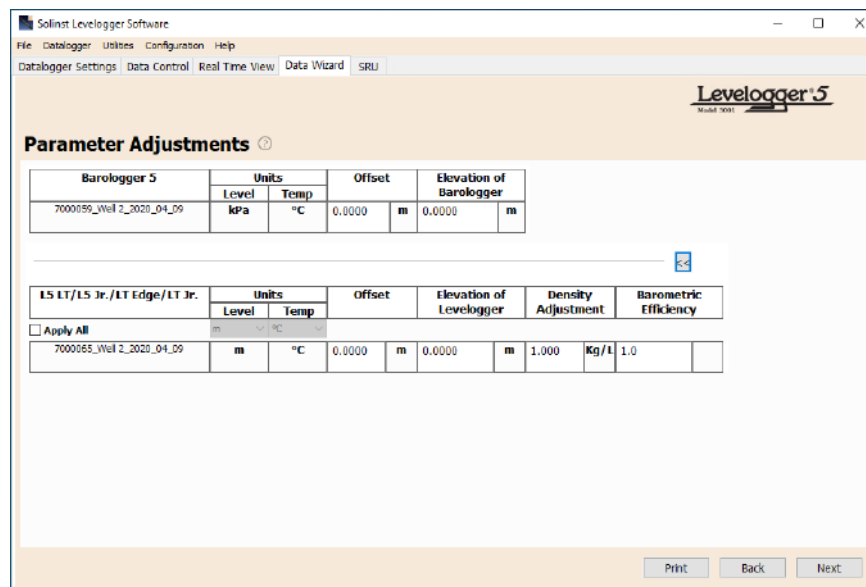 Solinst Levelogger Software
File Datalogger Utilities Configuration Help
Datalogger Settings Data Control Real Time View Data Wizard SRU
Levelogger 5
Model 3001
Parameter Adjustments ?
Barologger 5 Units Offset Elevation of Barologger
Level Temp
7000059_Well 2_2020_04_09 kPa °C 0.0000 m 0.0000 m
<<
L5 LT/L5 Jr./LT Edge/LT Jr. Units Offset Elevation of Levelogger Density Adjustment Barometric Efficiency
Level Temp
Apply All m °C
7000065_Well 2_2020_04_09 m °C 0.0000 m 0.0000 m 1.000 Kg/L 1.0
Print Back Next